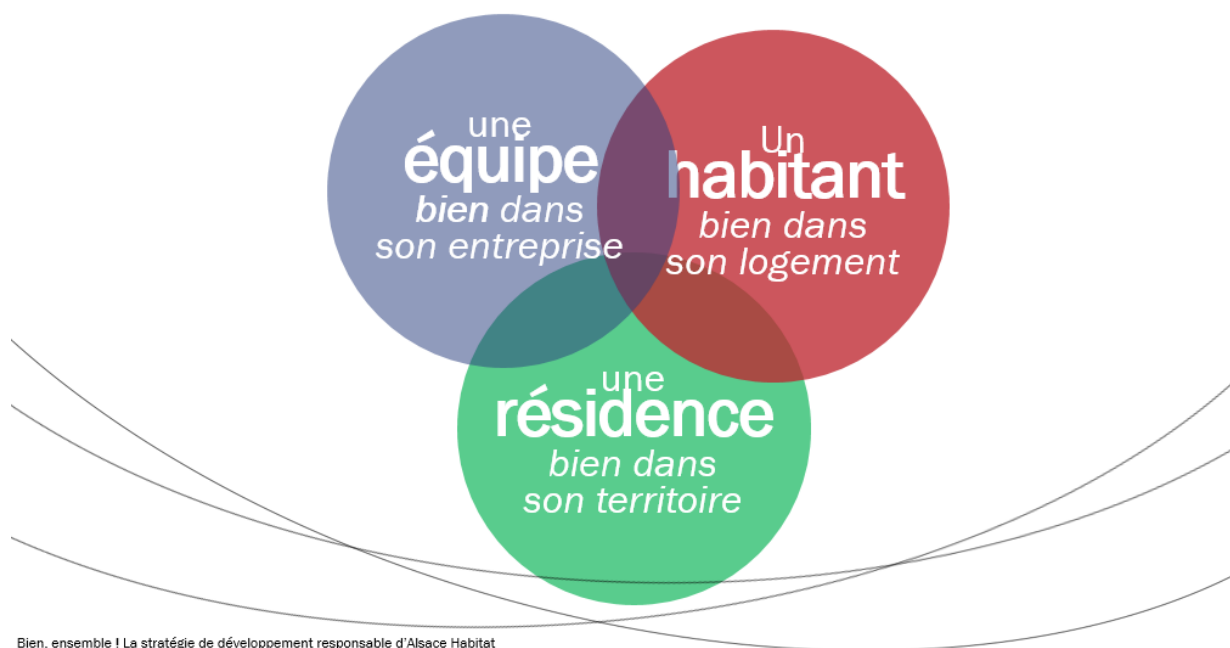 une
équipe
bien dans
son entreprise
Un
habitant
bien dans
son logement
une
résidence
bien dans
son territoire
Bien, ensemble ! La stratégie de développement responsable d'Alsace Habitat